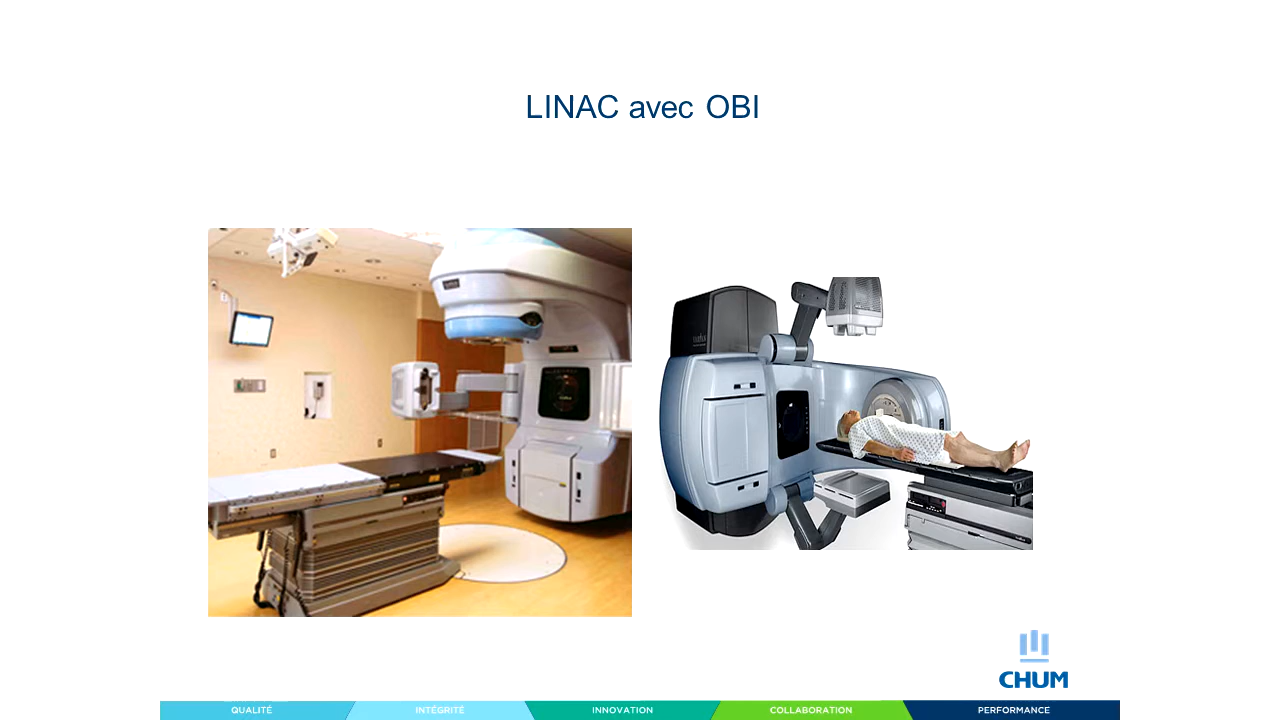 LINAC avec OBI
CHUM
QUALITÉ
INTÉGRITÉ
INNOVATION
COLLABORATION
PERFORMANCE